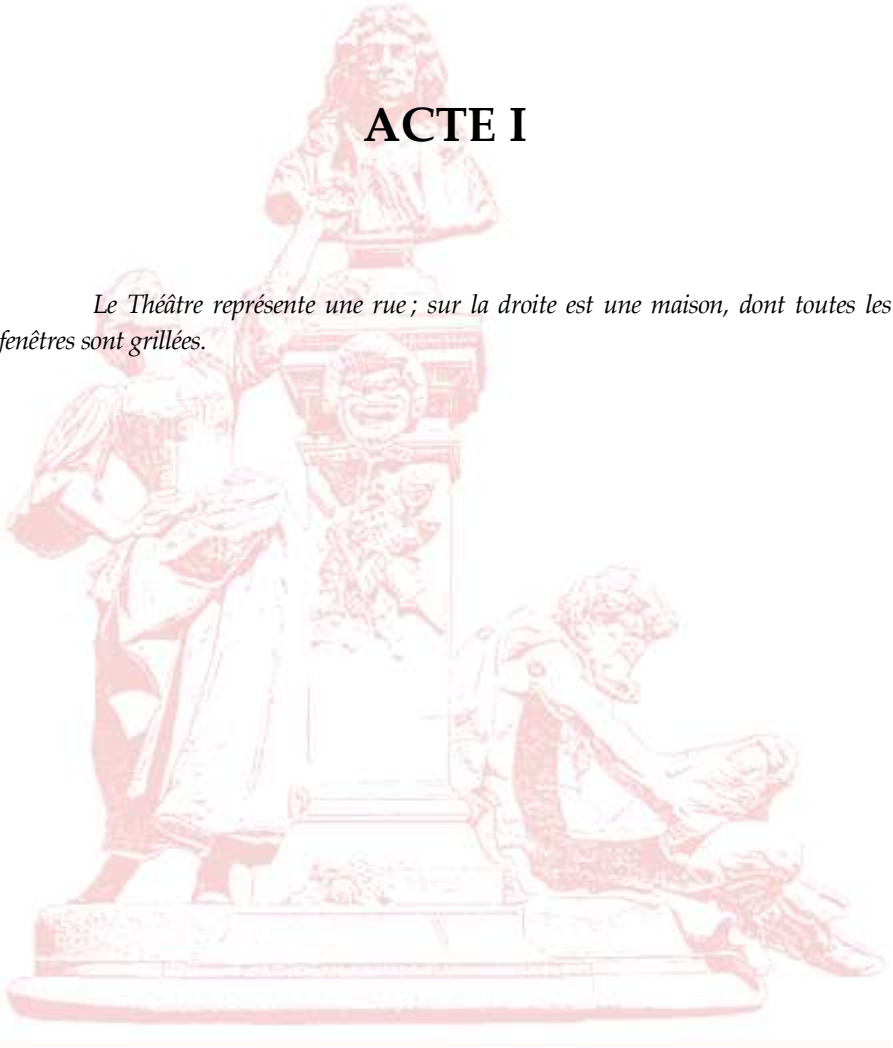 ACTE I
Le Théâtre représente une rue ; sur la droite est une maison, dont toutes les
fenêtres sont grillées.